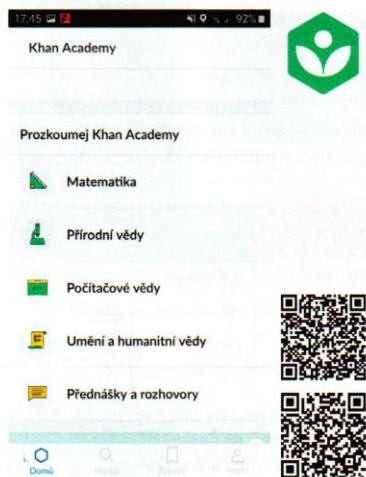 17:45 92%
Khan Academy
Prozkoumej Khan Academy
Matematika
Přírodní vědy
Počítačové vědy
Umění a humanitní vědy
Přednášky a rozhovory
Domů